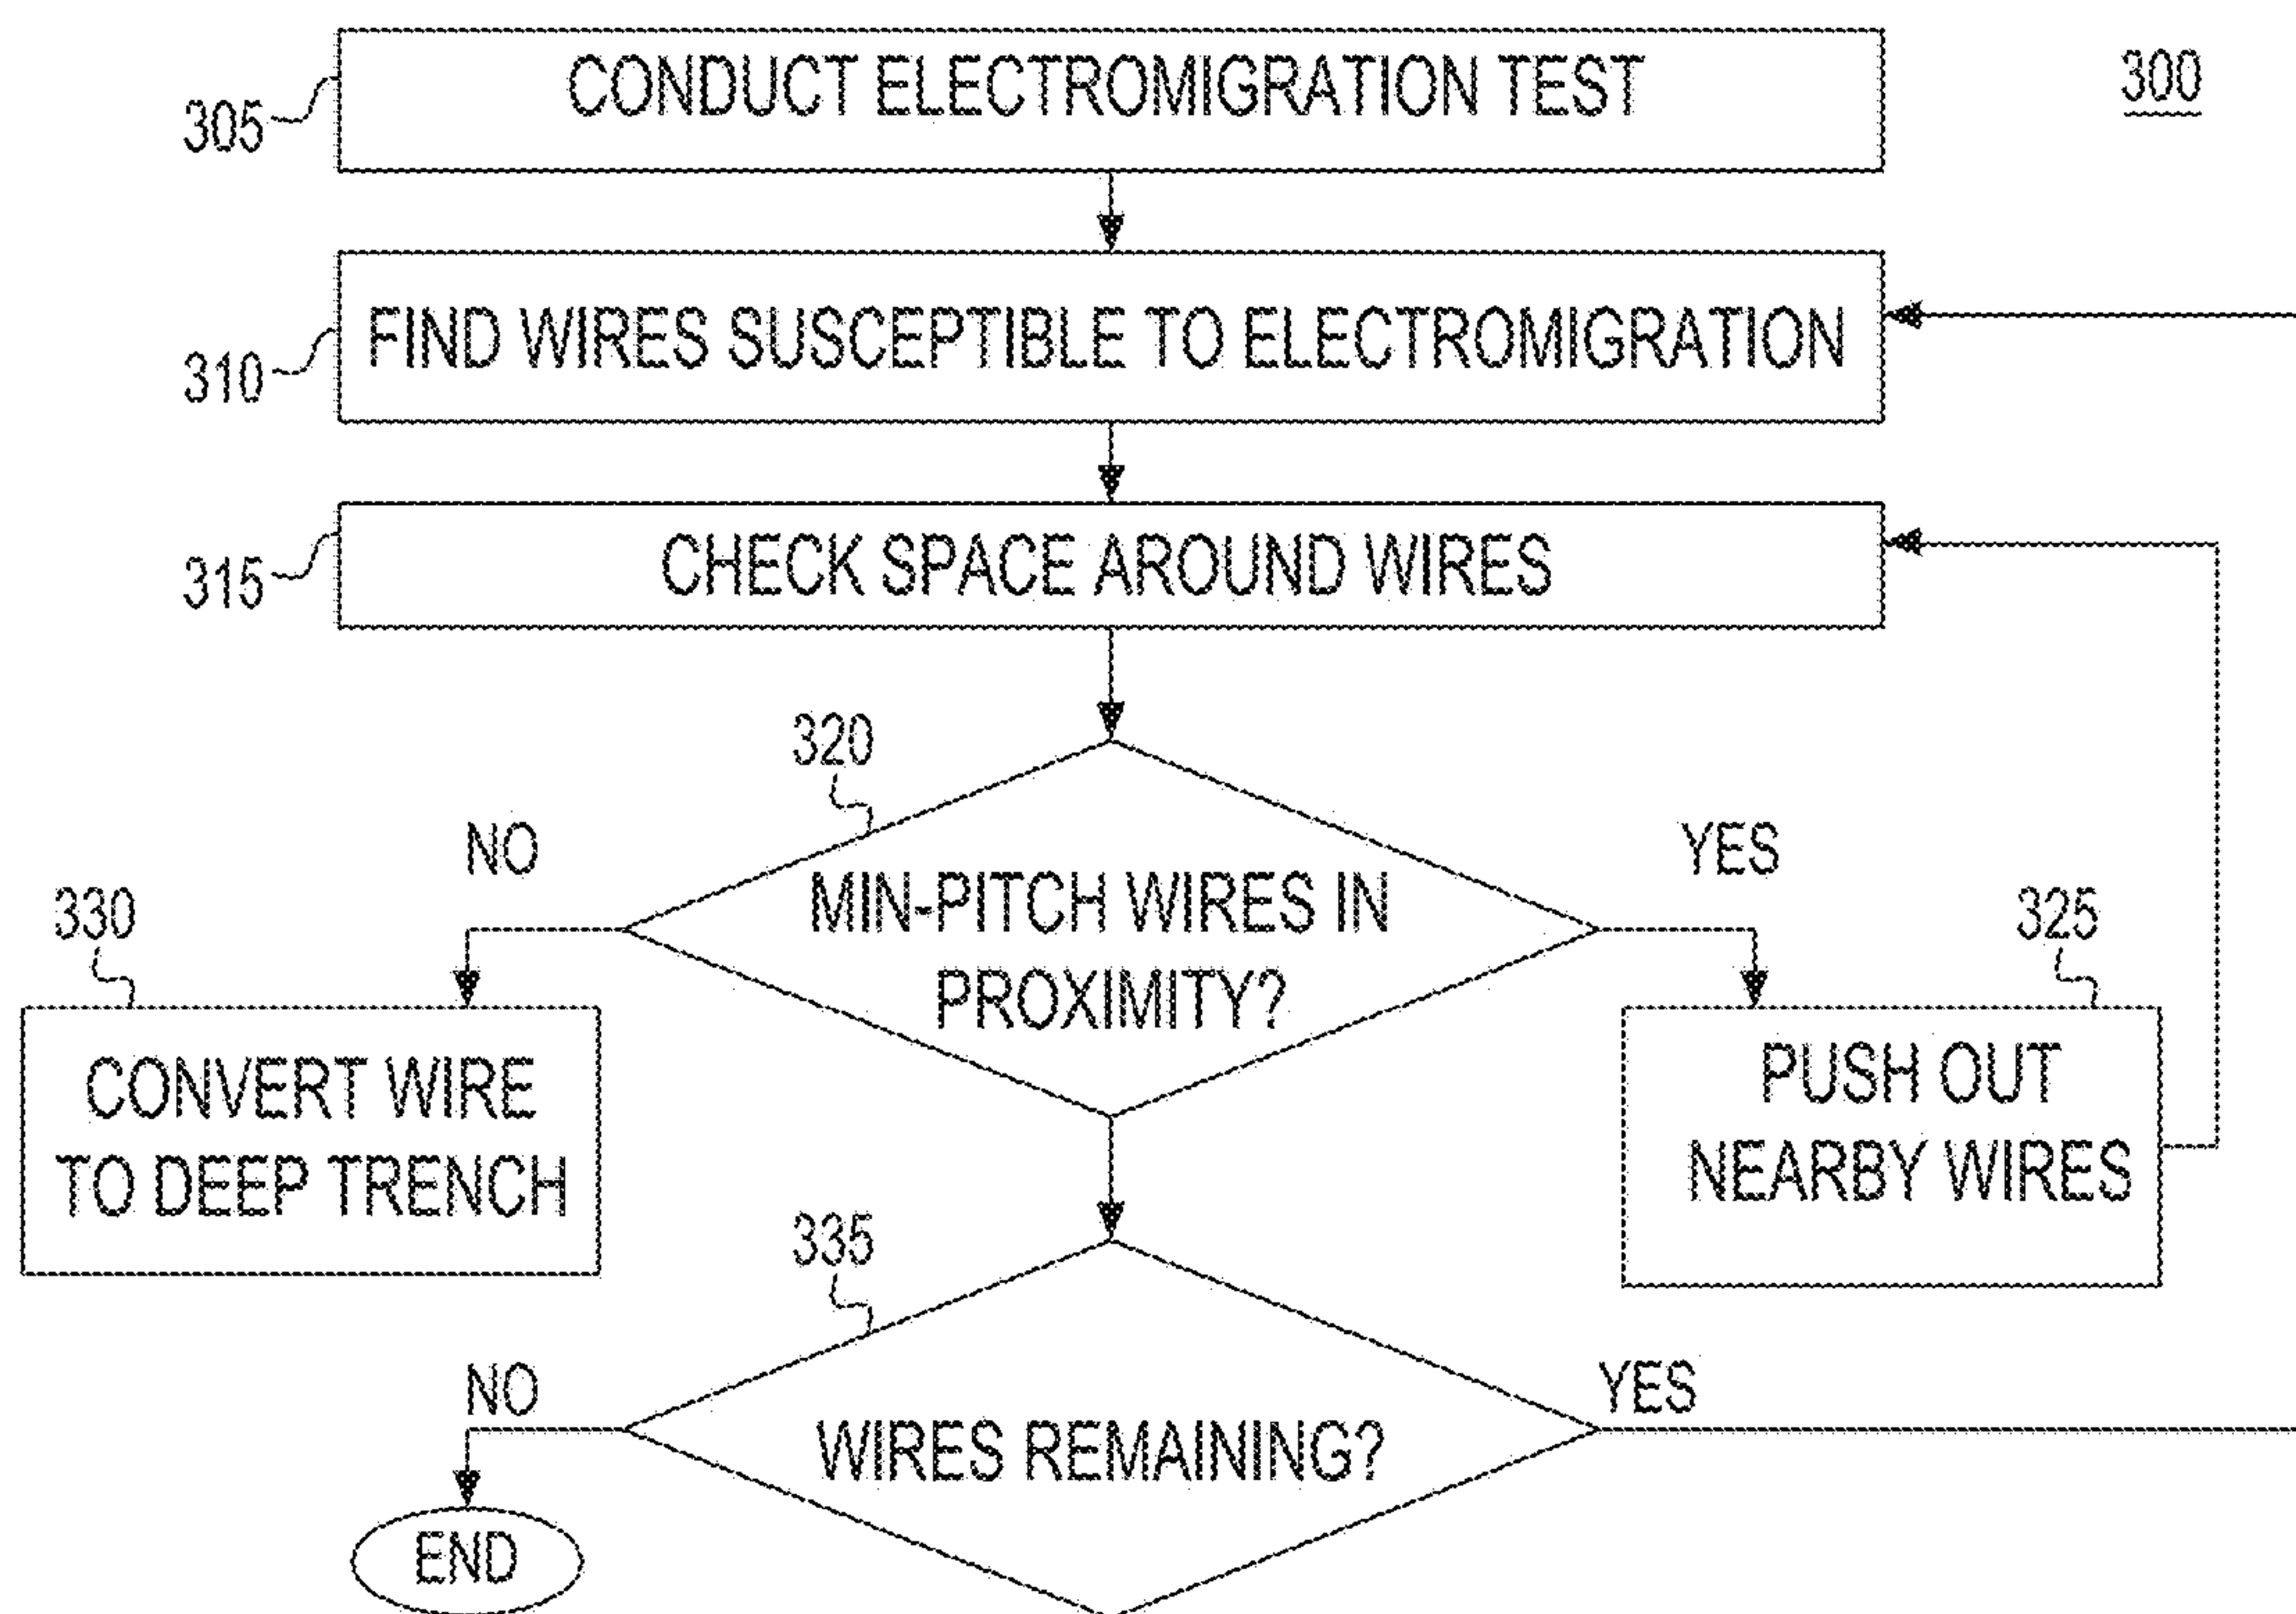 300
305
CONDUCT ELECTROMIGRATION TEST
310
FIND WIRES SUSCEPTIBLE TO ELECTROMIGRATION
315
CHECK SPACE AROUND WIRES
320
MIN-PITCH WIRES IN
PROXIMITY?
NO
YES
330
CONVERT WIRE
TO DEEP TRENCH
325
PUSH OUT
NEARBY WIRES
335
WIRES REMAINING?
NO
YES
END